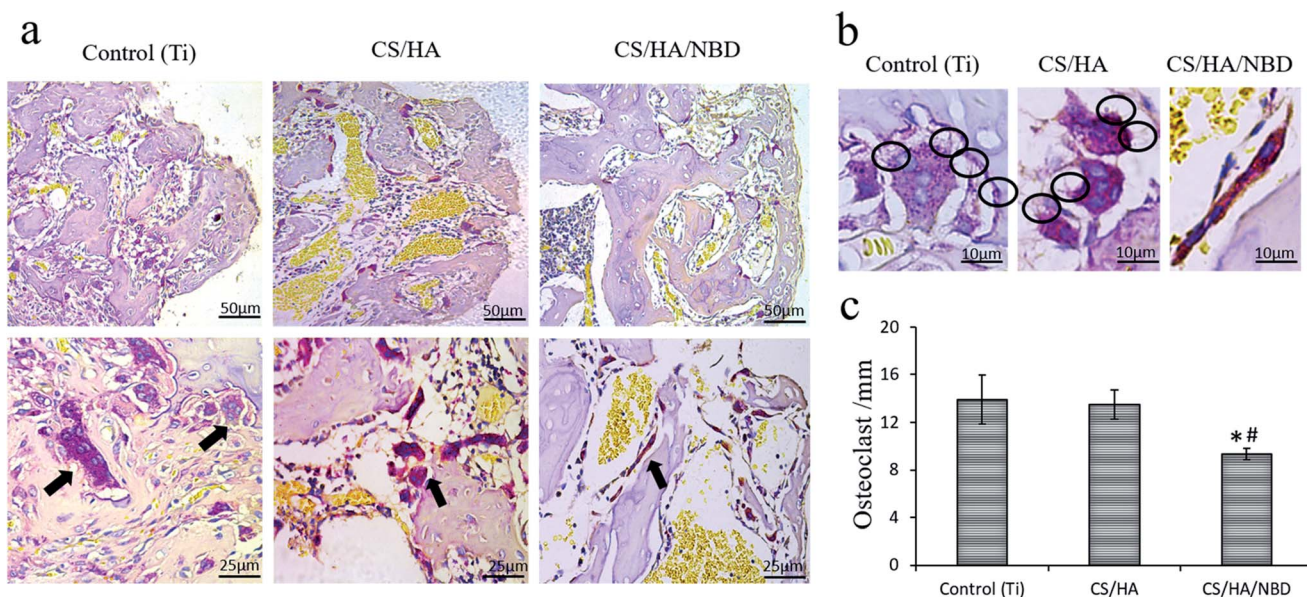 a
Control (Ti)
CS/HA
CS/HA/NBD
50µm
50µm
50µm
25µm
25µm
25µm
b
Control (Ti)
CS/HA
CS/HA/NBD
10µm
10µm
10µm
c
Osteoclast /mm
20
16
12
8
4
0
*#
Control (Ti)
CS/HA
CS/HA/NBD